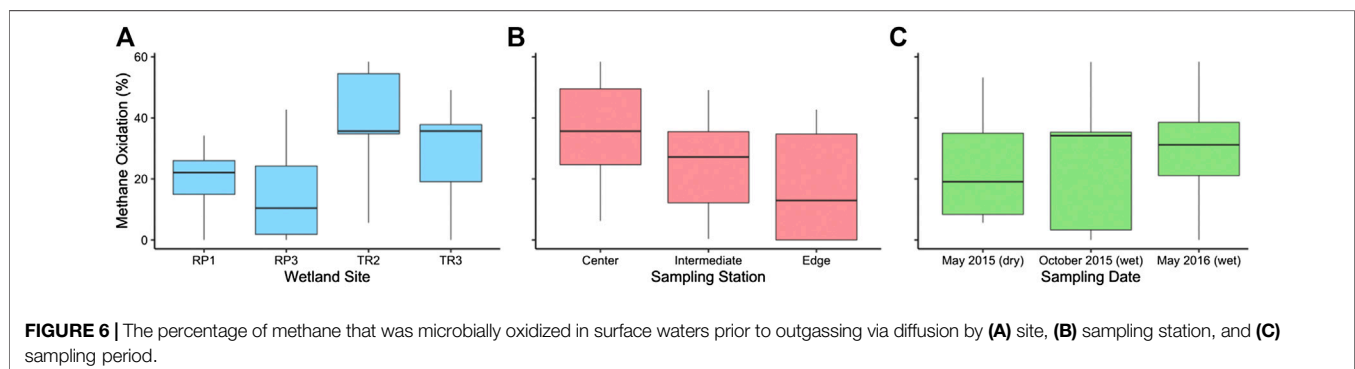 A
B
C
60
40
20
0
Methane Oxidation (%)
RP1 RP3 TR2 TR3
Wetland Site
Center Intermediate Edge
Sampling Station
May 2015 (dry) October 2015 (wet) May 2016 (wet)
Sampling Date
FIGURE 6 | The percentage of methane that was microbially oxidized in surface waters prior to outgassing via diffusion by (A) site, (B) sampling station, and (C)
sampling period.